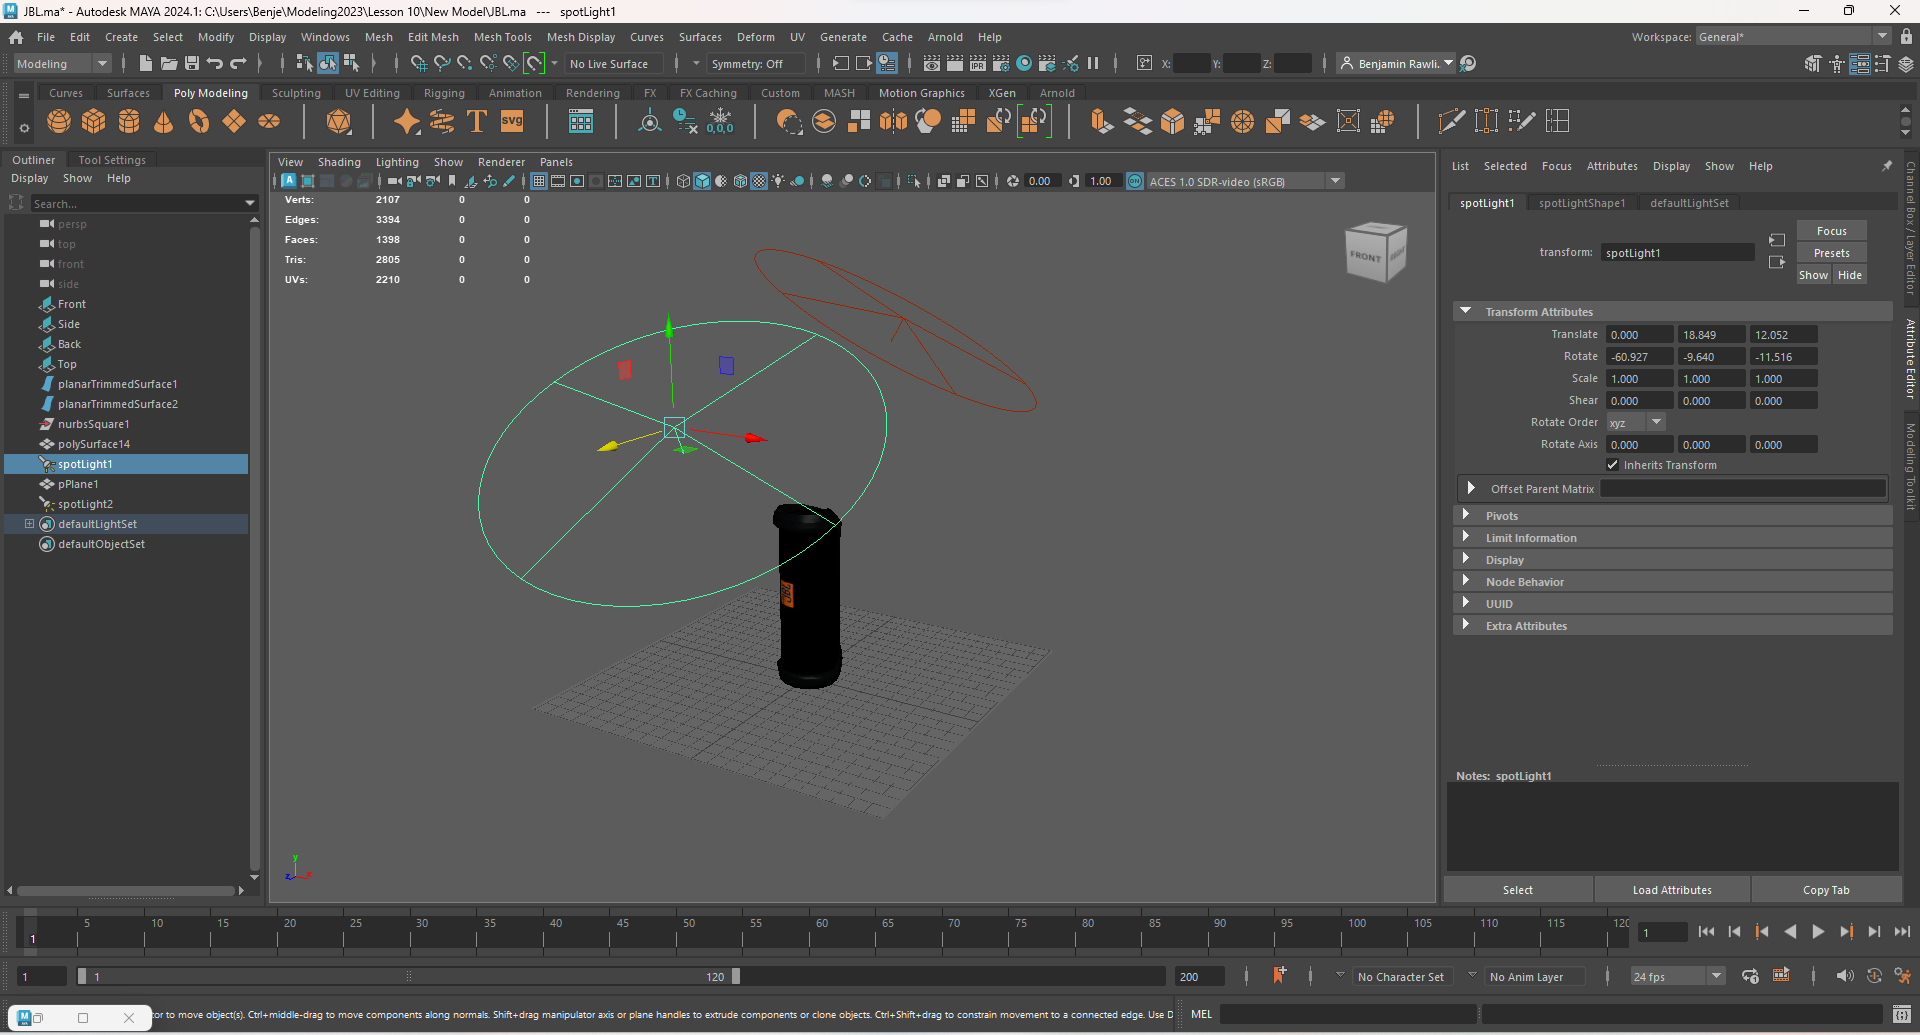 JBL.ma* - Autodesk MAYA 2024.1: C:\Users\Benje\Modeling2023\Lesson 10\New Model\JBL.ma --- spotLight1
File Edit Create Select Modify Display Windows Mesh Edit Mesh Mesh Tools Mesh Display Curves Surfaces Deform UV Generate Cache Arnold Help
Workspace: General*
Modeling No Live Surface Symmetry: Off X: Y: Z: Benjamin Rawli.
Curves Surfaces Poly Modeling Sculpting UV Editing Rigging Animation Rendering FX FX Caching Custom MASH Motion Graphics XGen Arnold
svg
0,0,0
Outliner Tool Settings
Display Show Help
Search...
persp
top
front
side
Front
Side
Back
Top
planarTrimmedSurface1
planarTrimmedSurface2
nurbsSquare1
polySurface14
spotLight1
pPlane1
spotLight2
defaultLightSet
defaultObjectSet
View Shading Lighting Show Renderer Panels
0.00 1.00 ACES 1.0 SDR-video (sRGB)
Verts: 2107 0 0
Edges: 3394 0 0
Faces: 1398 0 0
Tris: 2805 0 0
UVs: 2210 0 0
FRONT
JBL
y
z x
List Selected Focus Attributes Display Show Help
spotLight1 spotLightShape1 defaultLightSet
Focus
transform: spotLight1
Presets
Show Hide
Transform Attributes
Translate 0.000 18.849 12.052
Rotate -60.927 -9.640 -11.516
Scale 1.000 1.000 1.000
Shear 0.000 0.000 0.000
Rotate Order xyz
Rotate Axis 0.000 0.000 0.000
Inherits Transform
Offset Parent Matrix
Pivots
Limit Information
Display
Node Behavior
UUID
Extra Attributes
Notes: spotLight1
Select Load Attributes Copy Tab
Channel Box / Layer Editor
Attribute Editor
Modeling Toolkit
5 10 15 20 25 30 35 40 45 50 55 60 65 70 75 80 85 90 95 100 105 110 115 120
1
1
1 1 120 200 No Character Set No Anim Layer 24 fps
tor to move object(s). Ctrl+middle-drag to move components along normals. Shift+drag manipulator axis or plane handles to extrude components or clone objects. Ctrl+Shift+drag to constrain movement to a connected edge. Use D
MEL